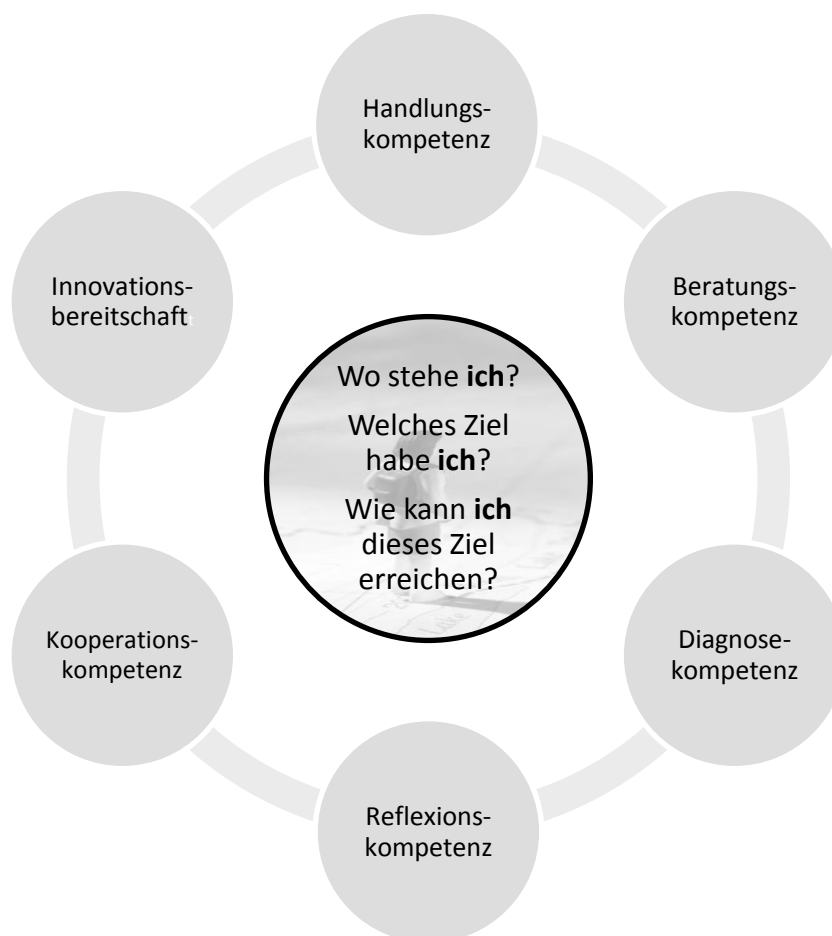 Handlungs-
kompetenz
Beratungs-
kompetenz
Diagnose-
kompetenz
Reflexions-
kompetenz
Kooperations-
kompetenz
Innovations-
bereitschaft
Wo stehe ich?
Welches Ziel
habe ich?
Wie kann ich
dieses Ziel
erreichen?
Lake